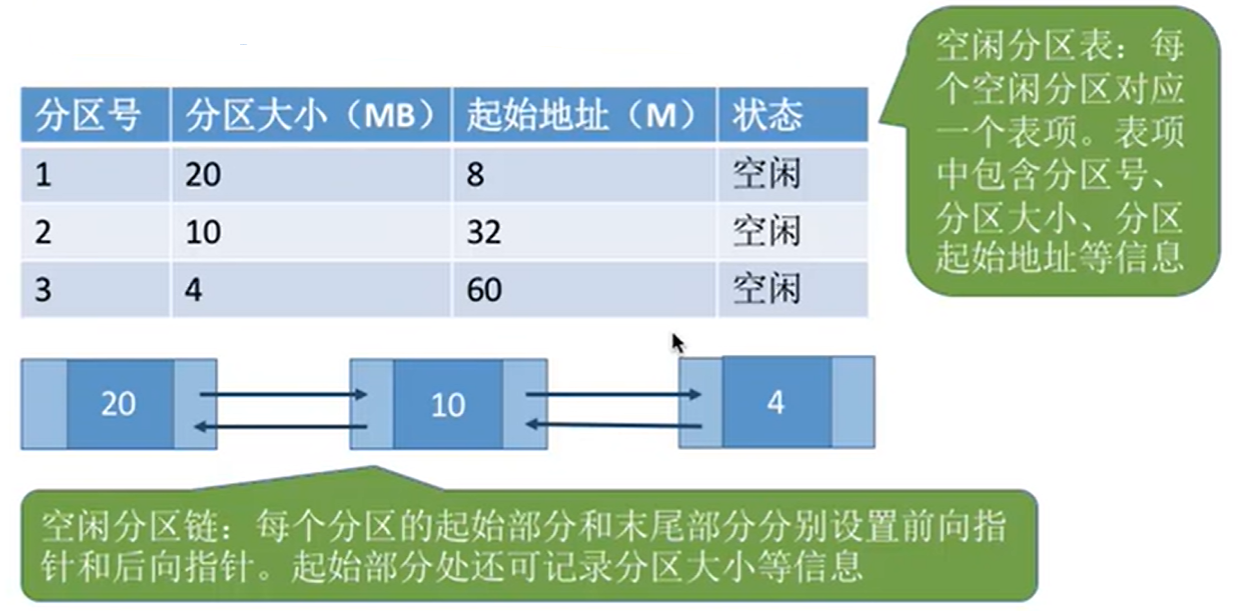 分区号 分区大小（MB） 起始地址（M） 状态
1 20 8 空闲
2 10 32 空闲
3 4 60 空闲
空闲分区表：每
个空闲分区对应
一个表项。表项
中包含分区号、
分区大小、分区
起始地址等信息
20 10 4
空闲分区链：每个分区的起始部分和末尾部分分别设置前向指
针和后向指针。起始部分处还可记录分区大小等信息